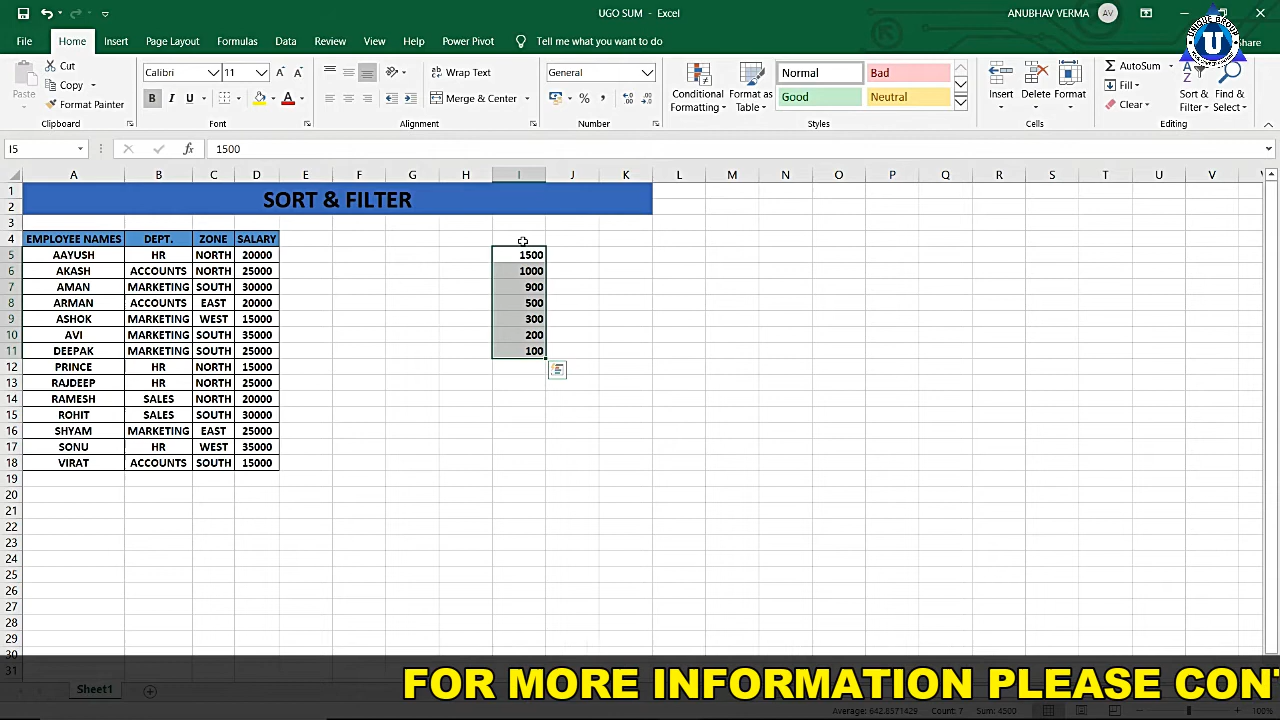 UGO SUM - Excel
ANUBHAV VERMA AV
File Home Insert Page Layout Formulas Data Review View Help Power Pivot Tell me what you want to do Share
Paste Cut Copy Format Painter Clipboard
Calibri 11 B I U A Font
Wrap Text Merge & Center Alignment
General % Number
Conditional Formatting Format as Table Normal Bad Good Neutral Styles
Insert Delete Format Cells
AutoSum Fill Clear Sort & Filter Find & Select Editing
I5 fx 1500
A B C D E F G H I J K L M N O P Q R S T U V
1 SORT & FILTER
2
3
4 EMPLOYEE NAMES DEPT. ZONE SALARY
5 AAYUSH HR NORTH 20000 1500
6 AKASH ACCOUNTS NORTH 25000 1000
7 AMAN MARKETING SOUTH 30000 900
8 ARMAN ACCOUNTS EAST 20000 500
9 ASHOK MARKETING WEST 15000 300
10 AVI MARKETING SOUTH 35000 200
11 DEEPAK MARKETING SOUTH 25000 100
12 PRINCE HR NORTH 15000
13 RAJDEEP HR NORTH 25000
14 RAMESH SALES NORTH 20000
15 ROHIT SALES SOUTH 30000
16 SHYAM MARKETING EAST 25000
17 SONU HR WEST 35000
18 VIRAT ACCOUNTS SOUTH 15000
19
20
21
22
23
24
25
26
27
28
29
30
31
FOR MORE INFORMATION PLEASE CON
Sheet1
Average: 642.8571429 Count: 7 Sum: 4500 100%